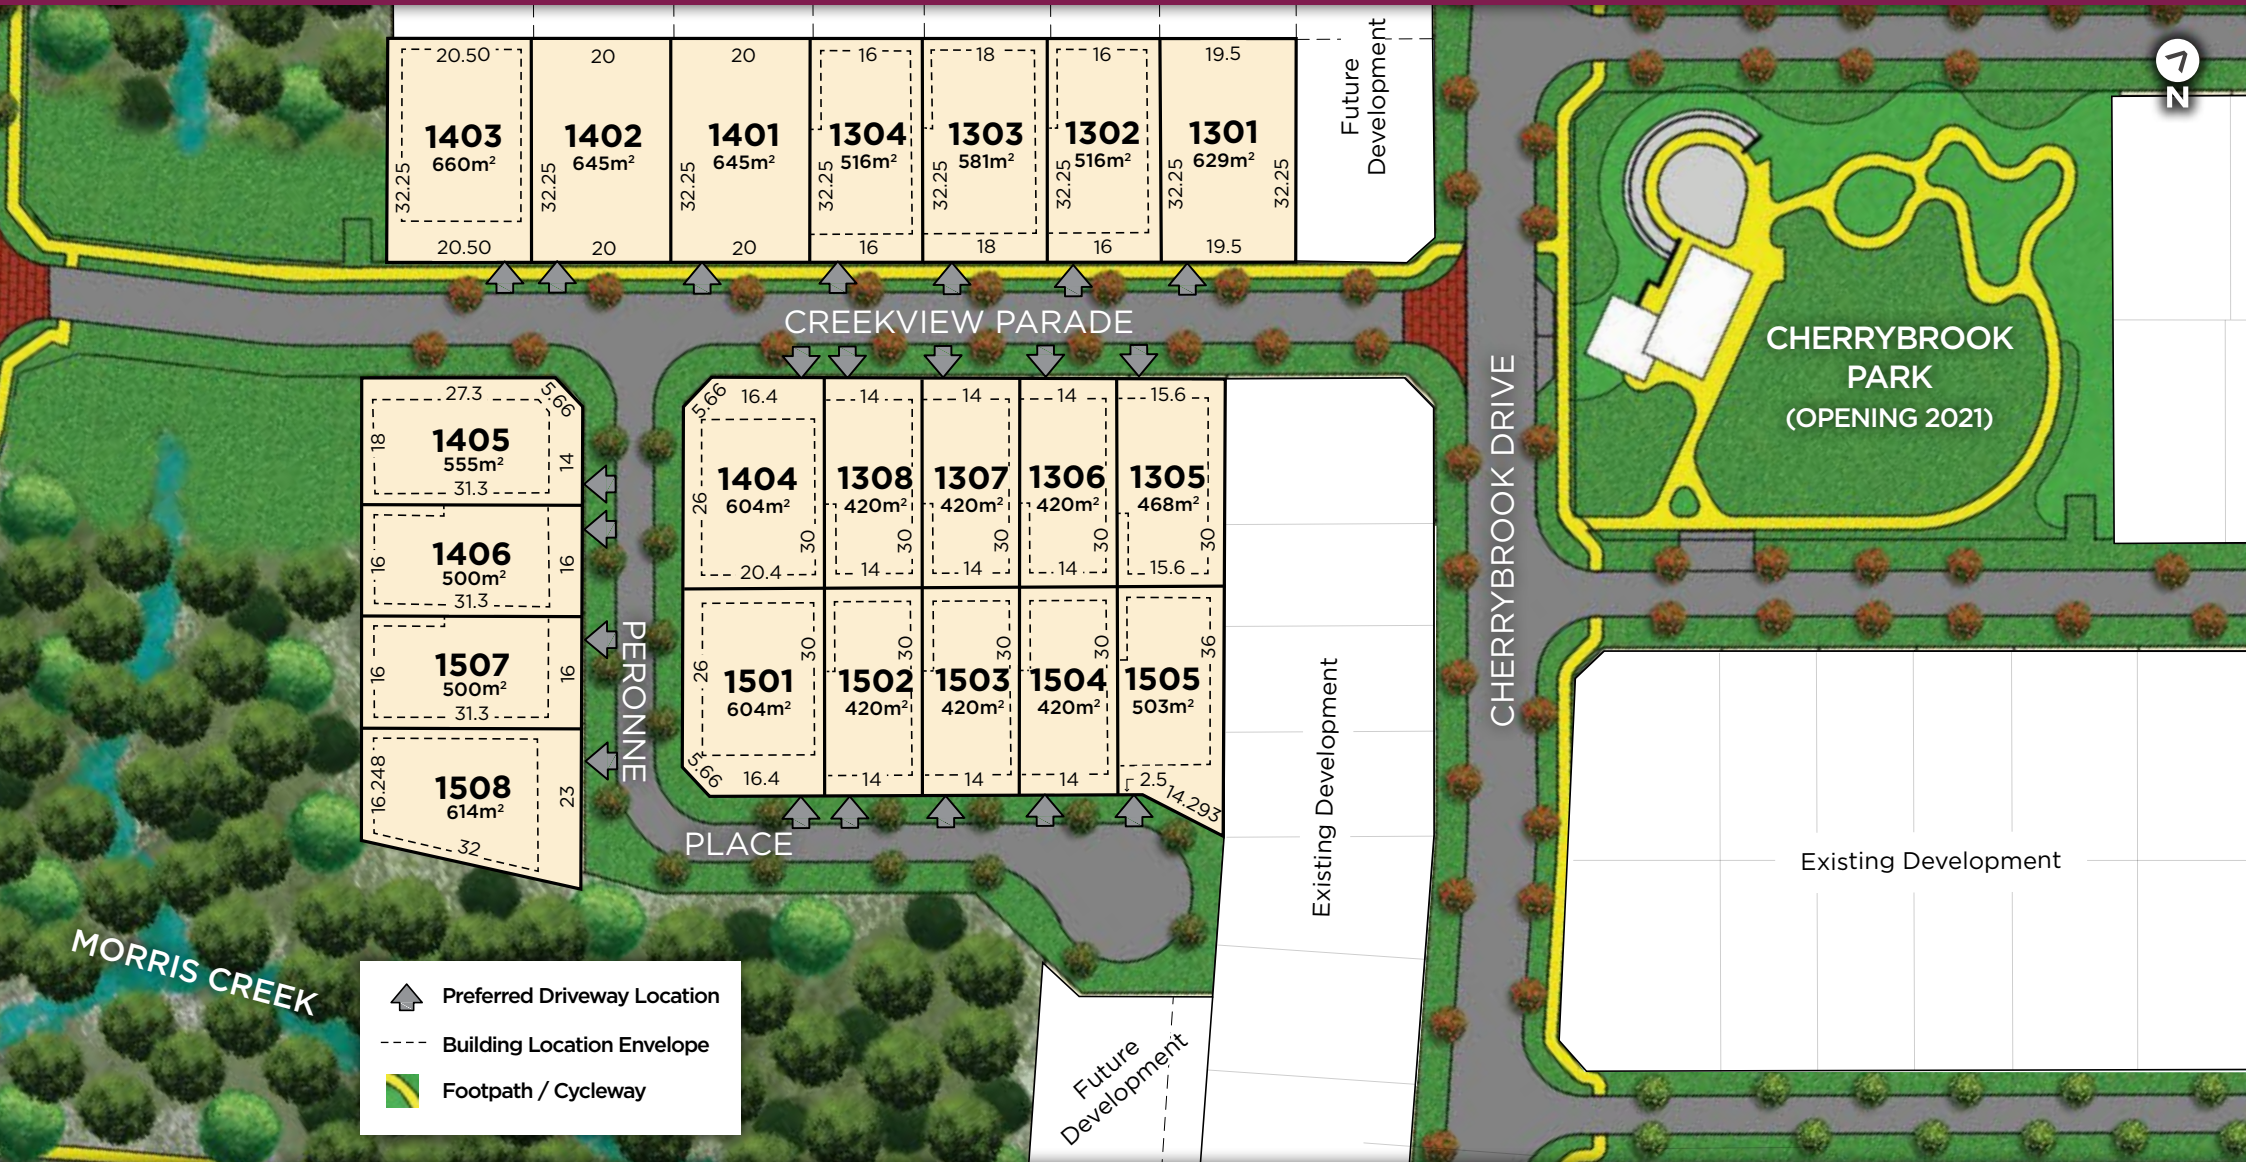 20.50
20
20
16
18
16
19.5
Future
Development
N
1403
660m²
32.25
20.50
1402
645m²
32.25
20
1401
645m²
32.25
20
1304
516m²
32.25
16
1303
581m²
32.25
18
1302
516m²
32.25
16
1301
629m²
32.25
32.25
19.5
CREEKVIEW PARADE
CHERRYBROOK
PARK
(OPENING 2021)
CHERRYBROOK DRIVE
27.3
5.66
18
1405
555m²
14
31.3
16
1406
500m²
16
31.3
16
1507
500m²
16
31.3
16.248
1508
614m²
23
32
PERONNE
PLACE
5.66
16.4
26
1404
604m²
30
20.4
14
1308
420m²
30
14
14
1307
420m²
30
14
14
1306
420m²
30
14
15.6
1305
468m²
30
15.6
26
30
1501
604m²
5.66
16.4
30
1502
420m²
14
30
1503
420m²
14
30
1504
420m²
14
36
1505
503m²
2.5
14.293
Existing Development
Existing Development
MORRIS CREEK
Future
Development
Preferred Driveway Location
Building Location Envelope
Footpath / Cycleway